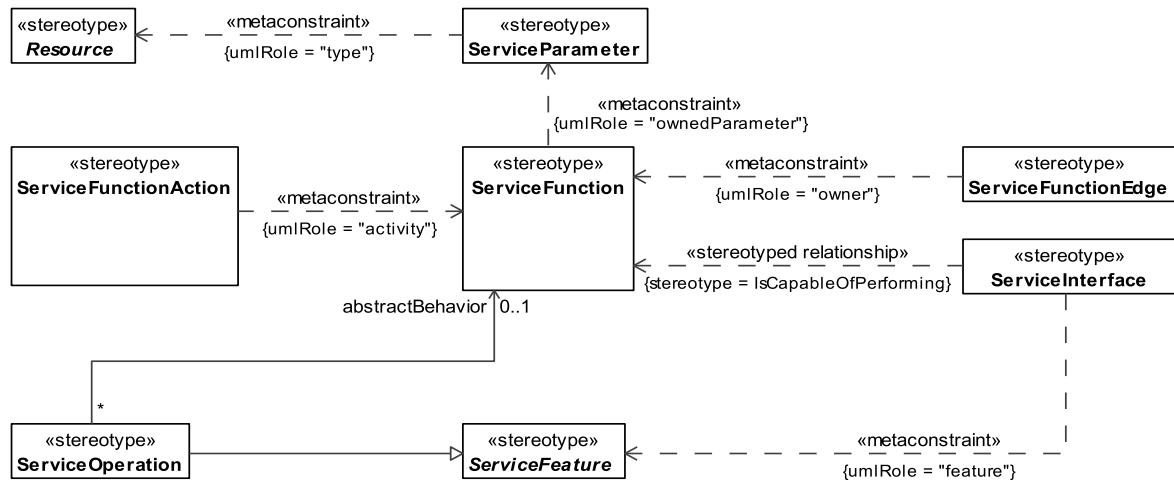 «stereotype»
Resource
«metaconstraint»
{umlRole = "type"}
«stereotype»
ServiceParameter
«metaconstraint»
{umlRole = "ownedParameter"}
«stereotype»
ServiceFunctionAction
«metaconstraint»
{umlRole = "activity"}
«stereotype»
ServiceFunction
«metaconstraint»
{umlRole = "owner"}
«stereotype»
ServiceFunctionEdge
«stereotyped relationship»
{stereotype = IsCapableOfPerforming}
«stereotype»
ServiceInterface
abstractBehavior 0..1
*
«stereotype»
ServiceOperation
«stereotype»
ServiceFeature
«metaconstraint»
{umlRole = "feature"}